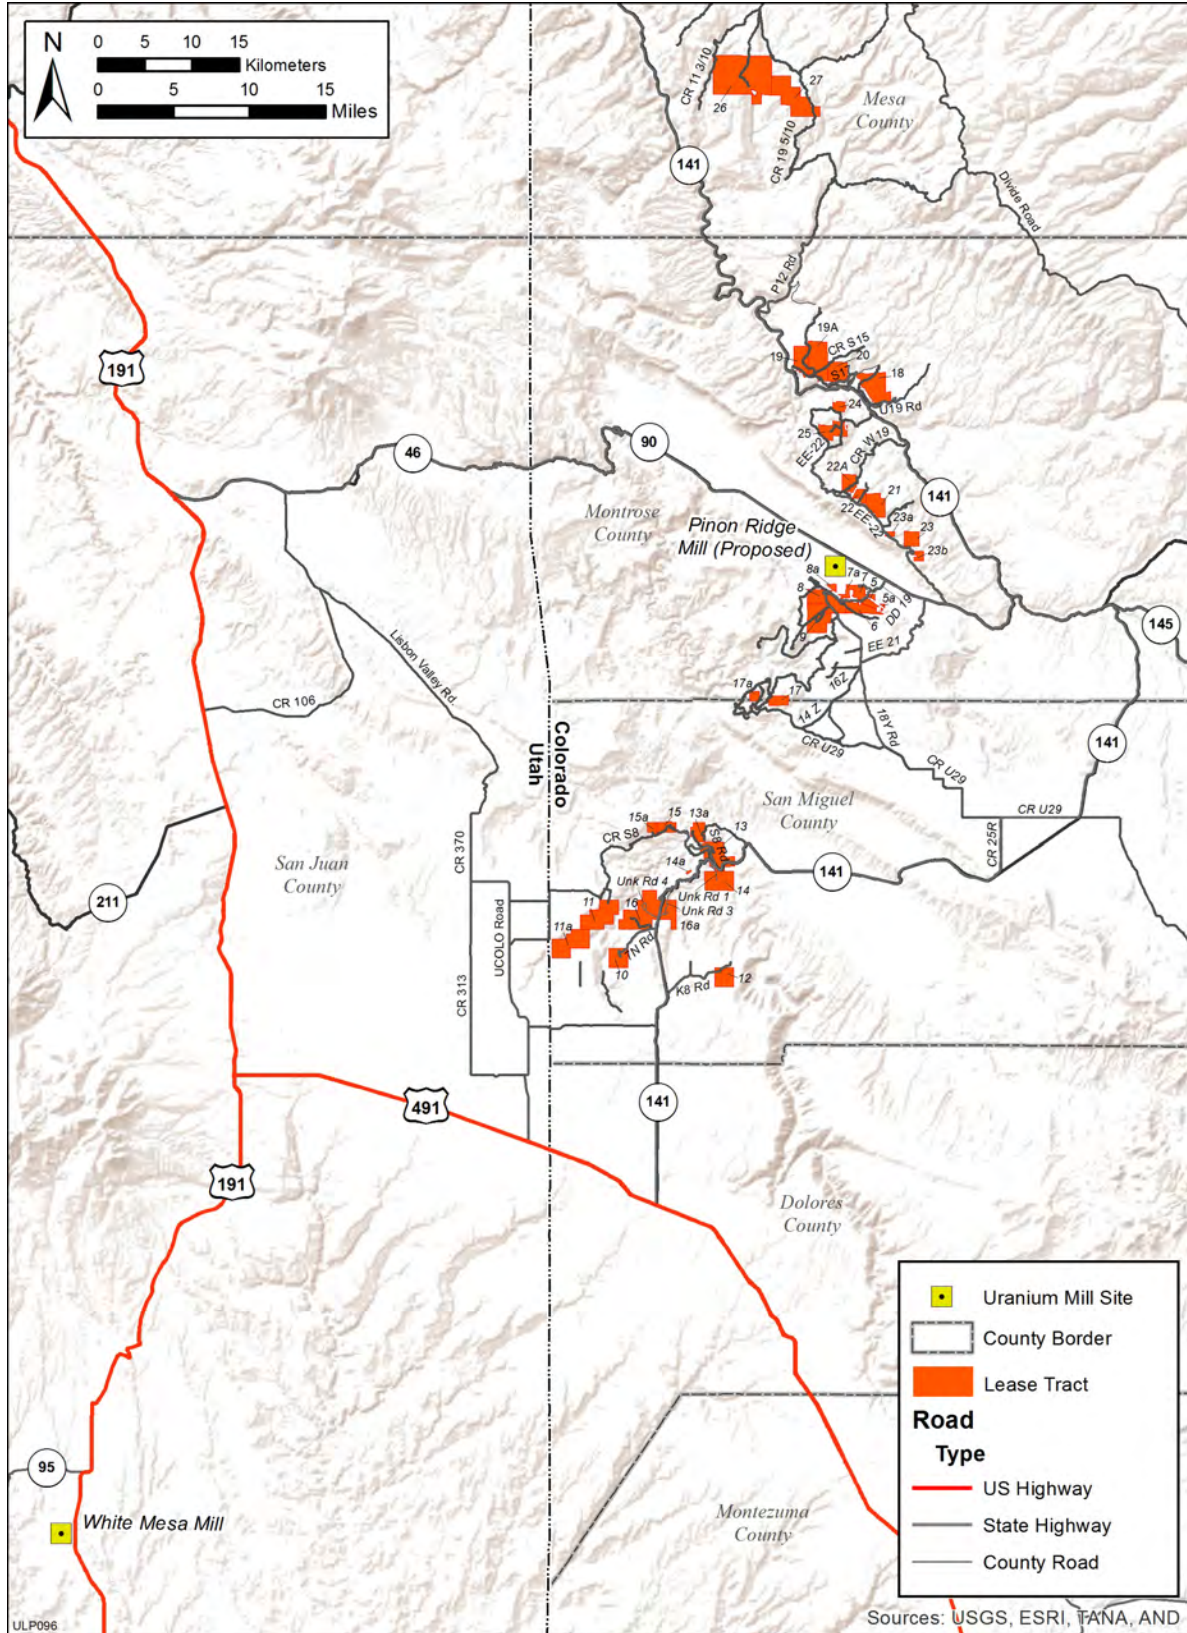 N
0 5 10 15
Kilometers
0 5 10 15
Miles
CR 11 3/10
27
26
Mesa
County
CR 19 5/10
141
Divide Road
P12 Rd
19A
CR S15
19
20
S17
18
U19 Rd
191
24
25
EE-22
CR W 19
90
46
22A
21
141
22
EE-22
23a
23
23b
Montrose
County
Pinon Ridge
Mill (Proposed)
8a
7a
7
5
8
5a
DD 19
6
9
EE 21
145
Lisbon Valley Rd.
17a
17
16Z
14 Z
18Y Rd
CR 106
CR U29
141
Colorado
Utah
CR U29
San Miguel
County
CR U29
CR 25R
15a
15
13a
13
CR S8
S8 Rd
CR 370
San Juan
County
14a
14
141
211
Unk Rd 4
Unk Rd 1
Unk Rd 3
11
16
16a
UCOLO Road
11a
7N Rd
10
12
K8 Rd
CR 313
491
141
191
Dolores
County
Uranium Mill Site
County Border
Lease Tract
Road
Type
US Highway
State Highway
County Road
95
White Mesa Mill
Montezuma
County
ULP096
Sources: USGS, ESRI, TANA, AND